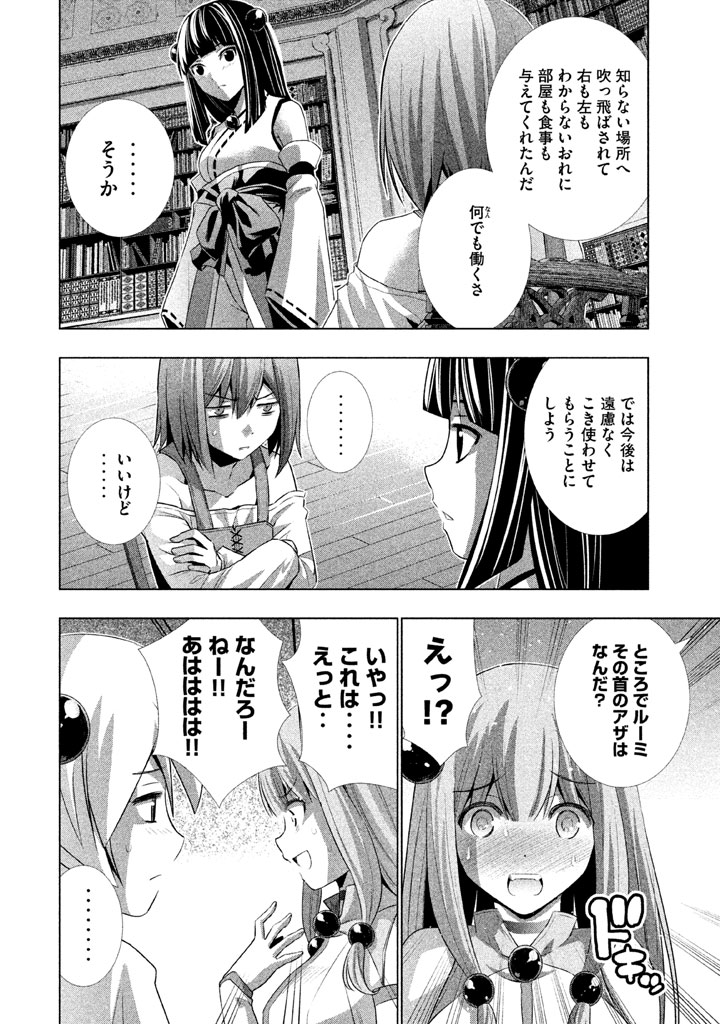 知らない場所へ
吹っ飛ばされて
右も左も
わからないおれに
部屋も食事も
与えてくれたんだ
何でも働くさ
なん
・・・・・
そうか
では今後は
遠慮なく
こき使わせて
もらうことに
しよう
・・・・・・
いいけど
・・・・・
ところでルーミ
その首のアザは
なんだ?
ドキッ
えっ!?
いやっ!!
これは・・・・
えっと・・
なんだろー
ねー!!
あはははは!!
・・・・・・・